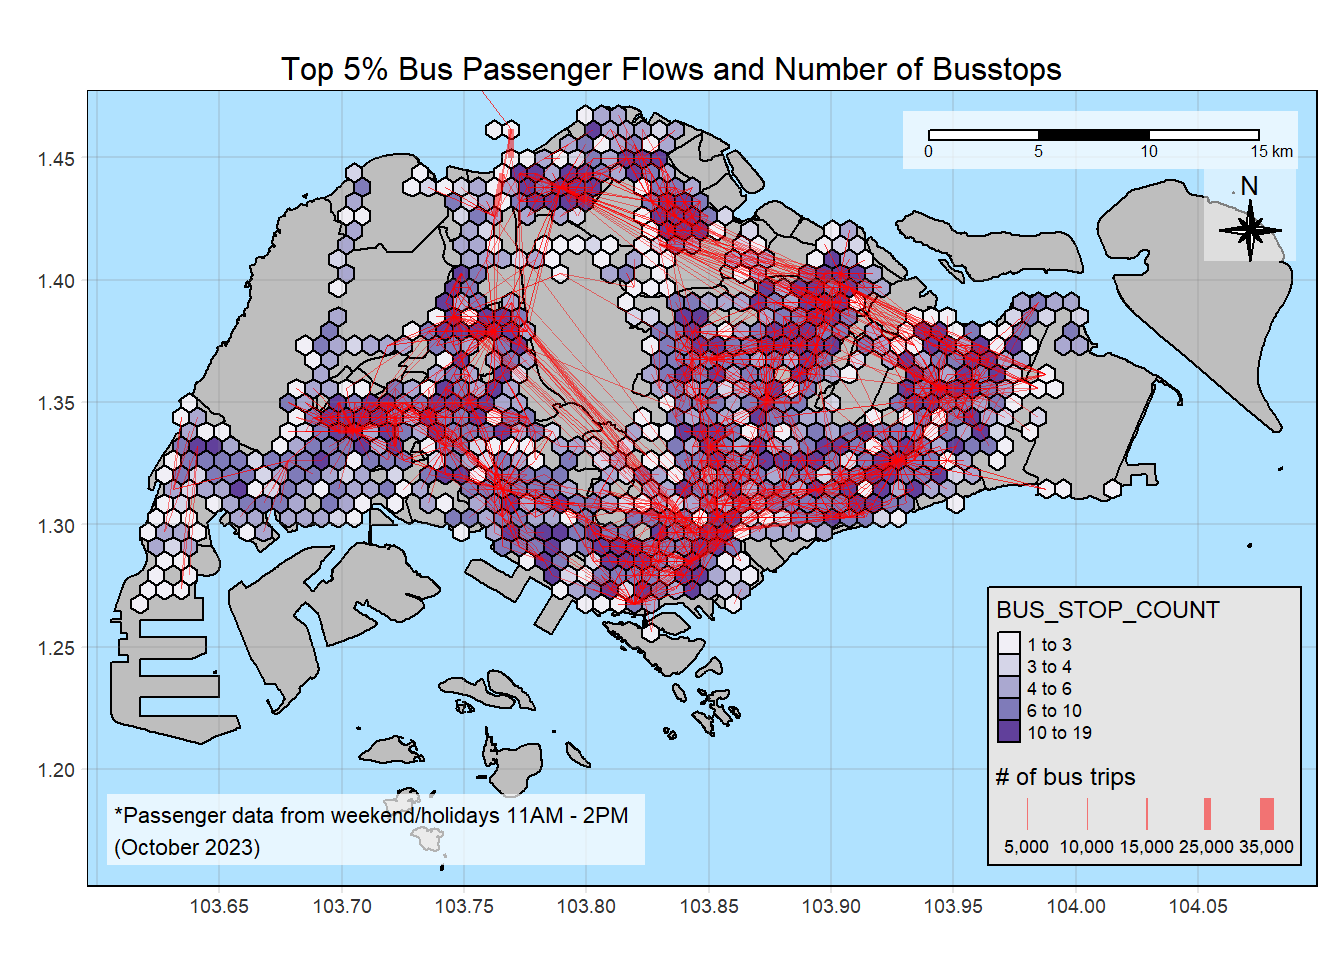 Top 5% Bus Passenger Flows and Number of Busstops
0 5 10 15 km
N
1.45
1.40
1.35
1.30
1.25
1.20
BUS_STOP_COUNT
1 to 3
3 to 4
4 to 6
6 to 10
10 to 19
# of bus trips
5,000 10,000 15,000 25,000 35,000
*Passenger data from weekend/holidays 11AM - 2PM
(October 2023)
103.65 103.70 103.75 103.80 103.85 103.90 103.95 104.00 104.05